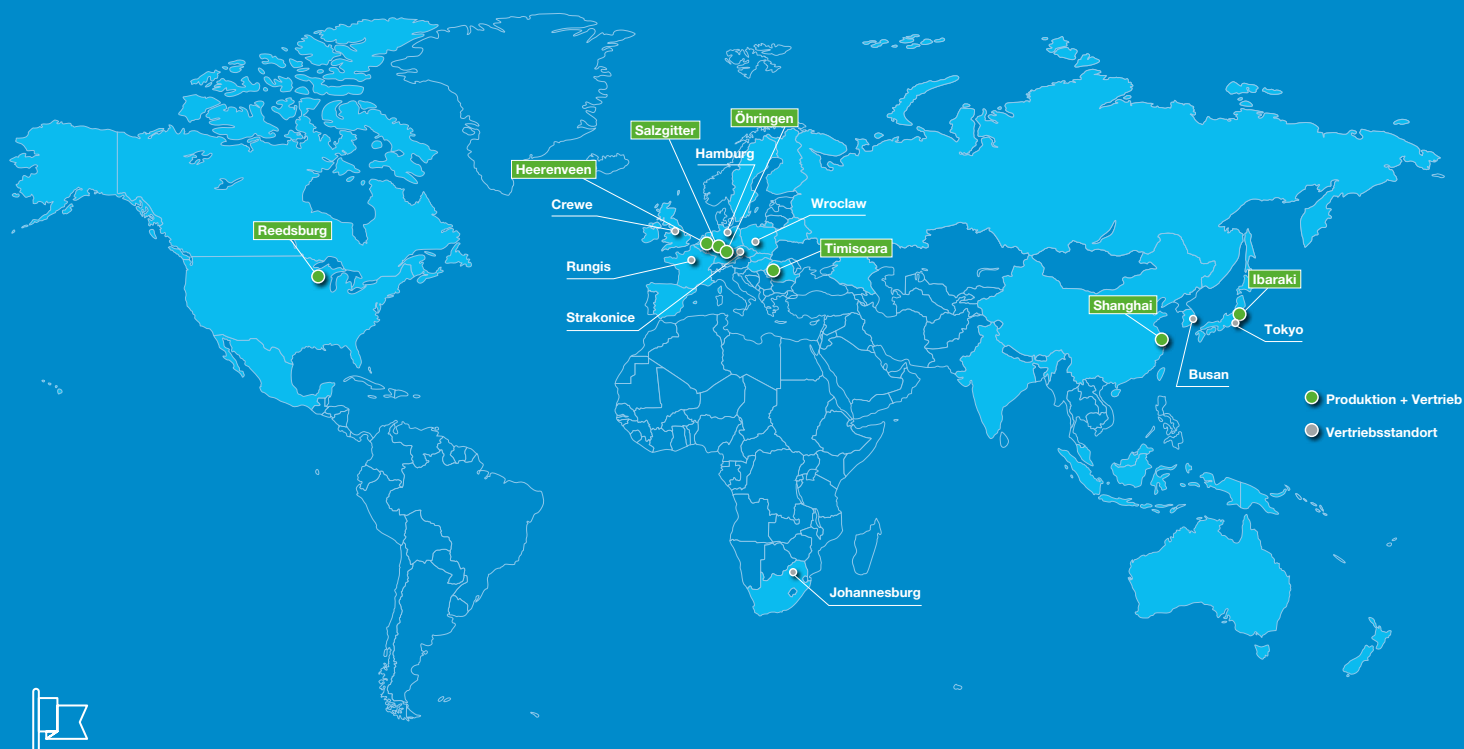 Öhringen
Salzgitter
Hamburg
Heerenveen
Crewe
Wroclaw
Reedsburg
Timisoara
Rungis
Ibaraki
Shanghai
Strakonice
Tokyo
Busan
Produktion + Vertrieb
Vertriebsstandort
Johannesburg